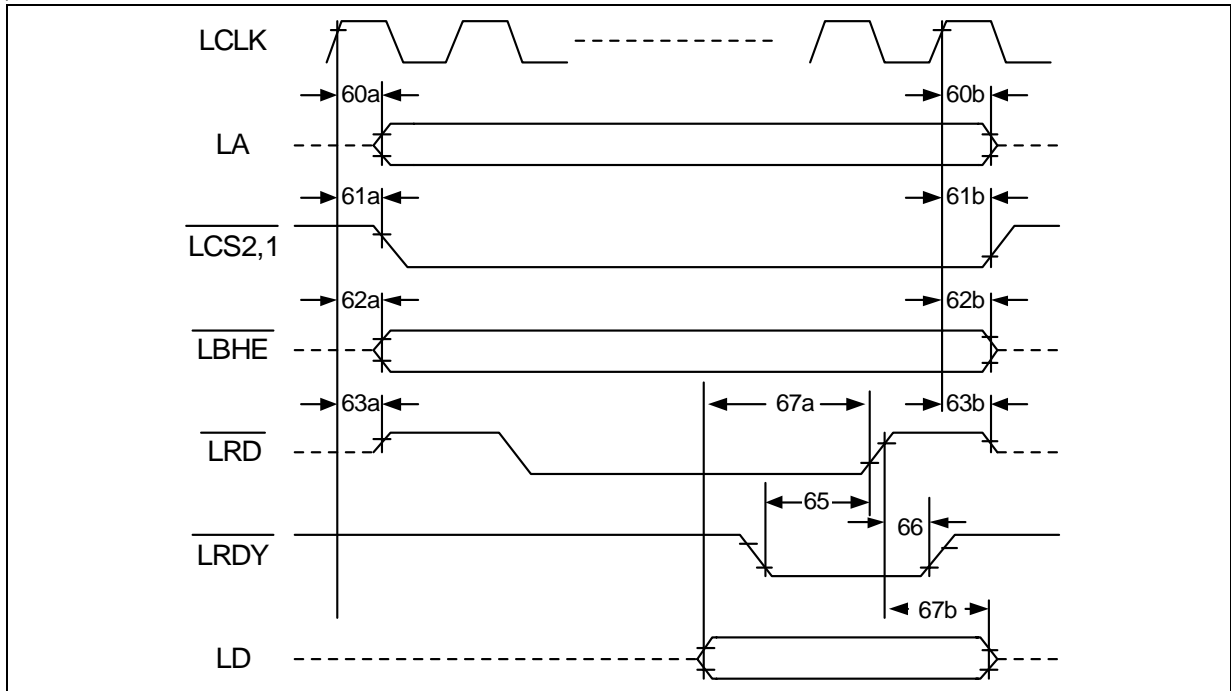 LCLK
60a 60b
LA
61a 61b
LCS2,1
62a 62b
LBHE
63a 67a 63b
LRD
65
66
LRDY
67b
LD